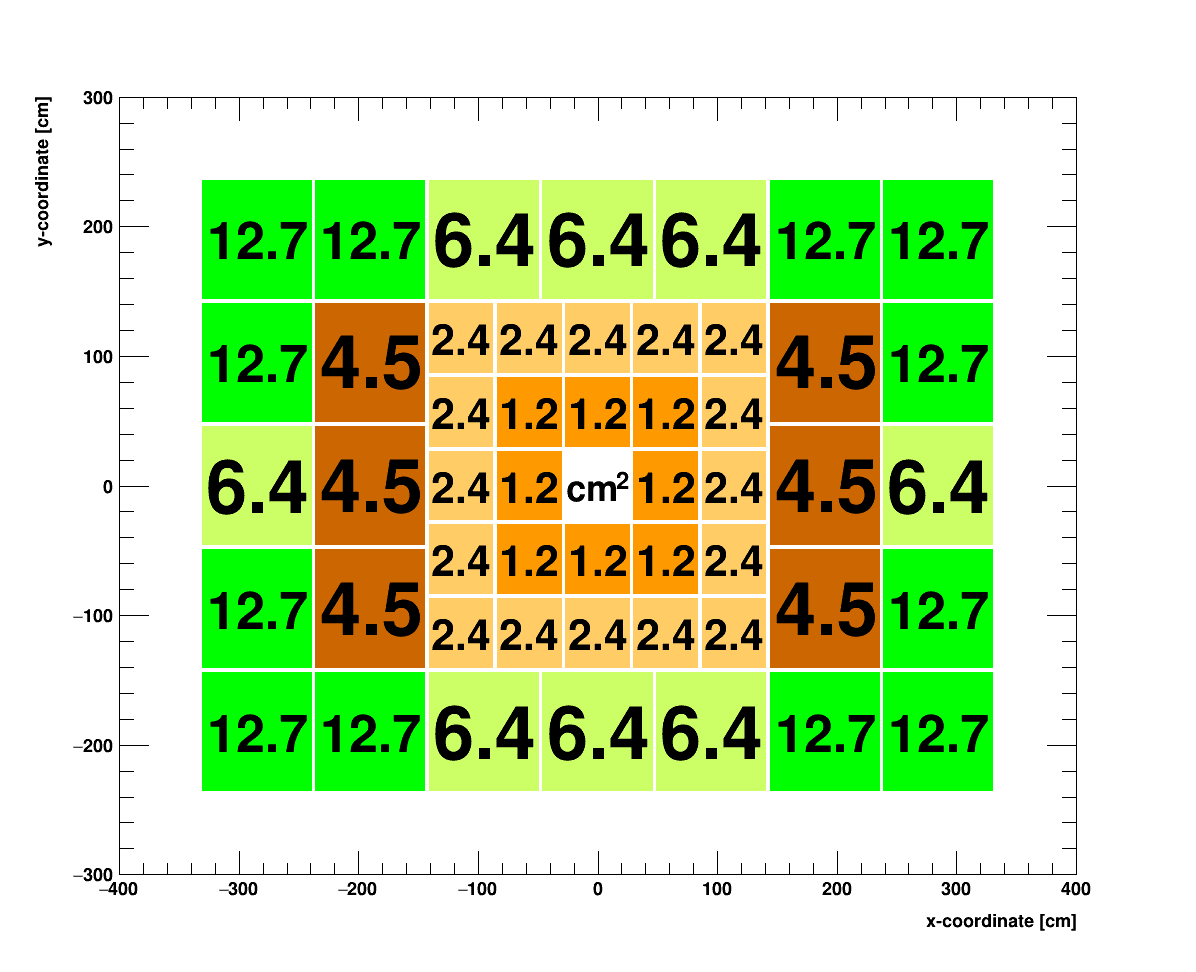 300
y-coordinate [cm]
12.7 12.7 6.4 6.4 6.4 12.7 12.7
200
2.4 2.4 2.4 2.4 2.4
100
12.7 4.5 4.5 12.7
2.4 1.2 1.2 1.2 2.4
0
6.4 4.5 2.4 1.2 cm² 1.2 2.4 4.5 6.4
2.4 1.2 1.2 1.2 2.4
−100
12.7 4.5 4.5 12.7
2.4 2.4 2.4 2.4 2.4
−200
12.7 12.7 6.4 6.4 6.4 12.7 12.7
−300
−400 −300 −200 −100 0 100 200 300 400
x-coordinate [cm]